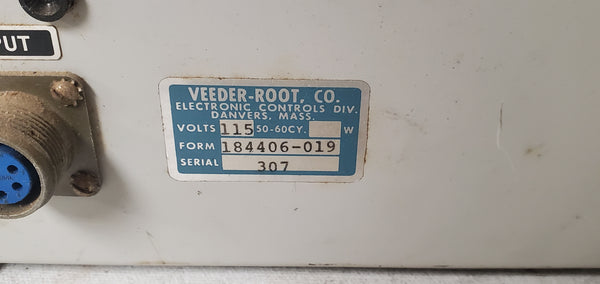 PUT
VEEDER-ROOT, CO.
ELECTRONIC CONTROLS DIV.
DANVERS, MASS.
VOLTS 115 50-60CY. W
FORM 184406-019
SERIAL 307